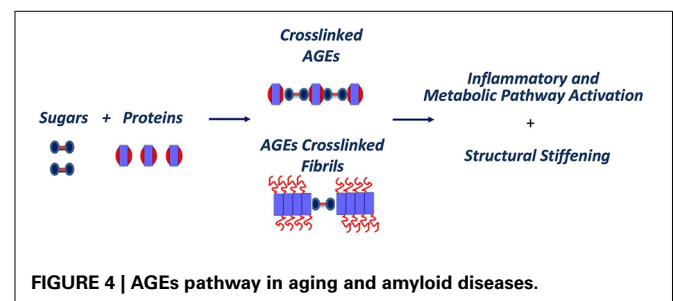 Crosslinked
AGEs
Sugars + Proteins
AGEs Crosslinked
Fibrils
Inflammatory and
Metabolic Pathway Activation
+
Structural Stiffening
FIGURE 4 | AGEs pathway in aging and amyloid diseases.